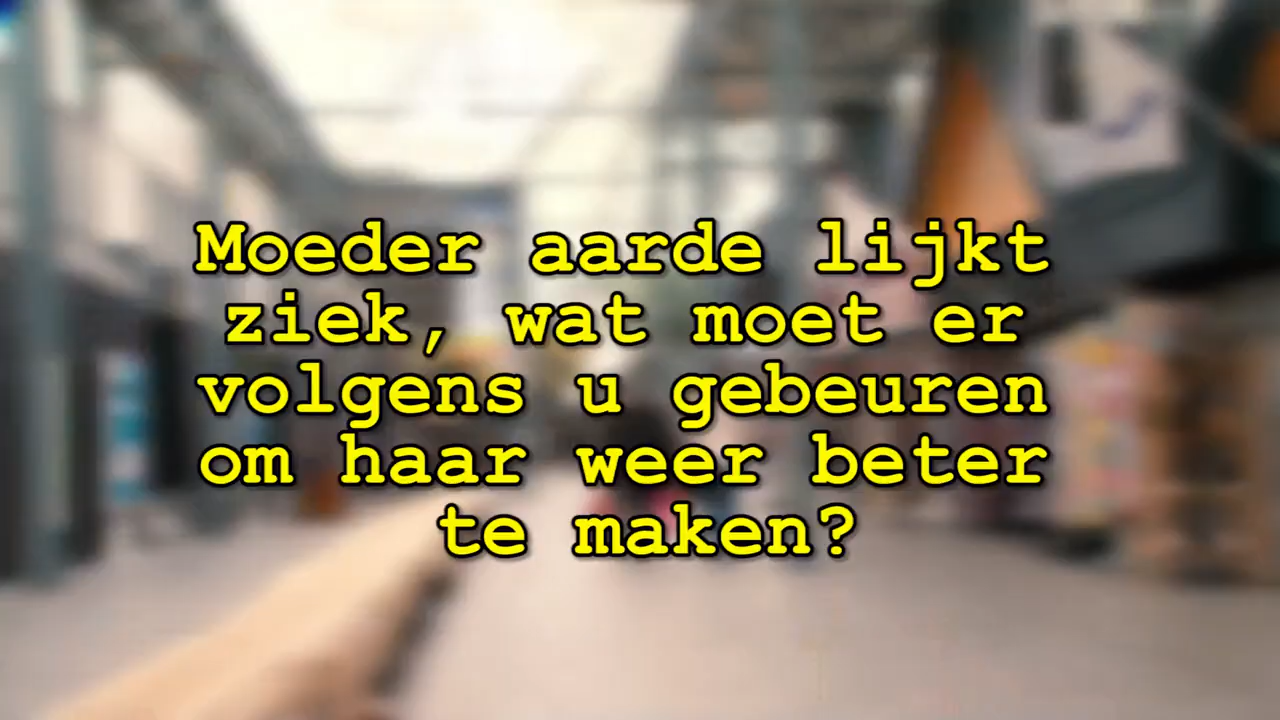 Moeder aarde lijkt
ziek, wat moet er
volgens u gebeuren
om haar weer beter
te maken?